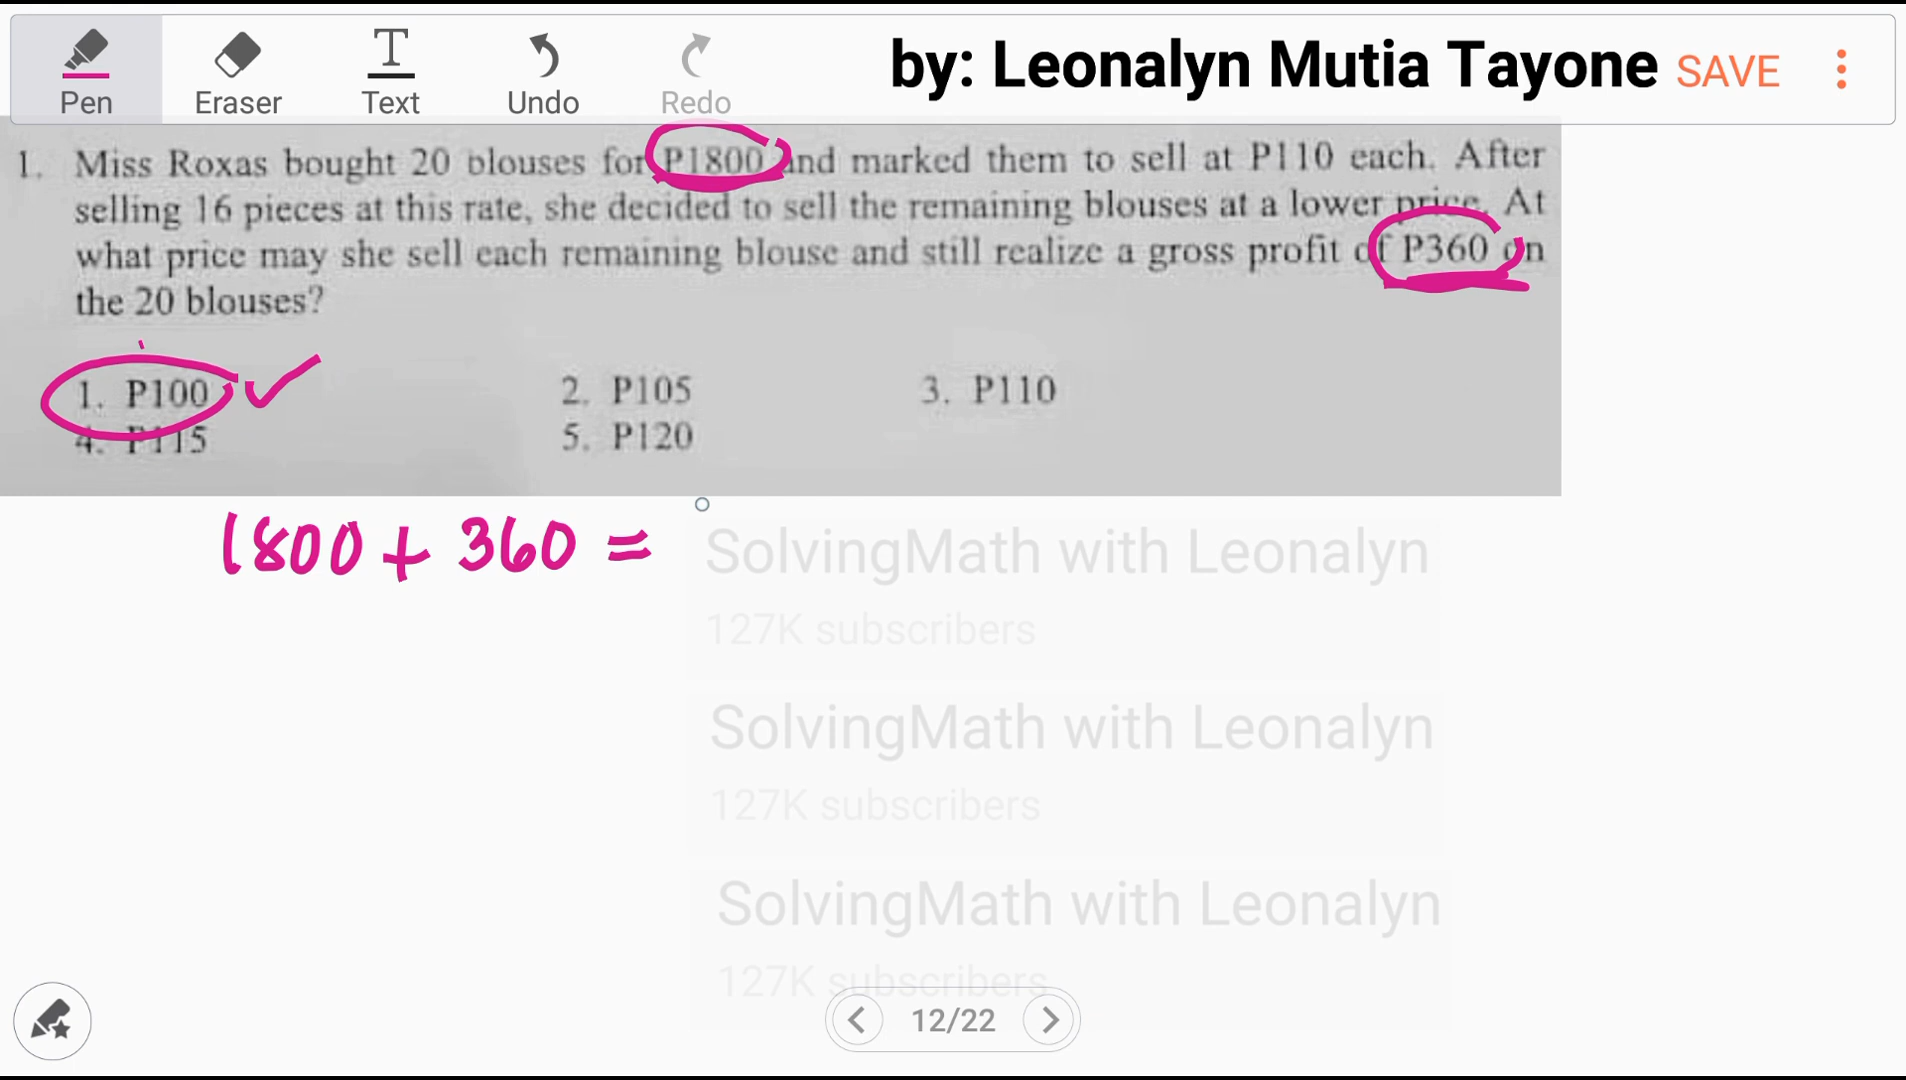 Pen
Eraser
Text
Undo
Redo
by: Leonalyn Mutia Tayone
SAVE
1. Miss Roxas bought 20 blouses for P1800 and marked them to sell at P110 each. After
selling 16 pieces at this rate, she decided to sell the remaining blouses at a lower price. At
what price may she sell each remaining blouse and still realize a gross profit of P360 on
the 20 blouses?
1. P100 2. P105 3. P110
4. P115 5. P120
1800 + 360 =
SolvingMath with Leonalyn
127K subscribers
SolvingMath with Leonalyn
127K subscribers
SolvingMath with Leonalyn
127K subscribers
12/22